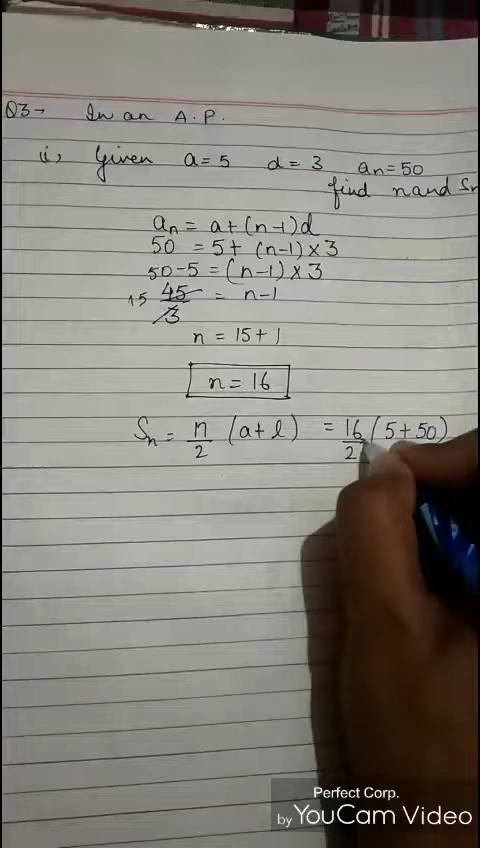 Q3→ In an A.P.
i, Given a=5 d=3 an=50
find n and Sn
an = a+(n-1)d
50 = 5+ (n-1)×3
50-5 = (n-1)×3
15 45/3 = n-1
n = 15+1
n = 16
Sn = n/2 (a+l) = 16/2 (5+50)
Perfect Corp.
by YouCam Video